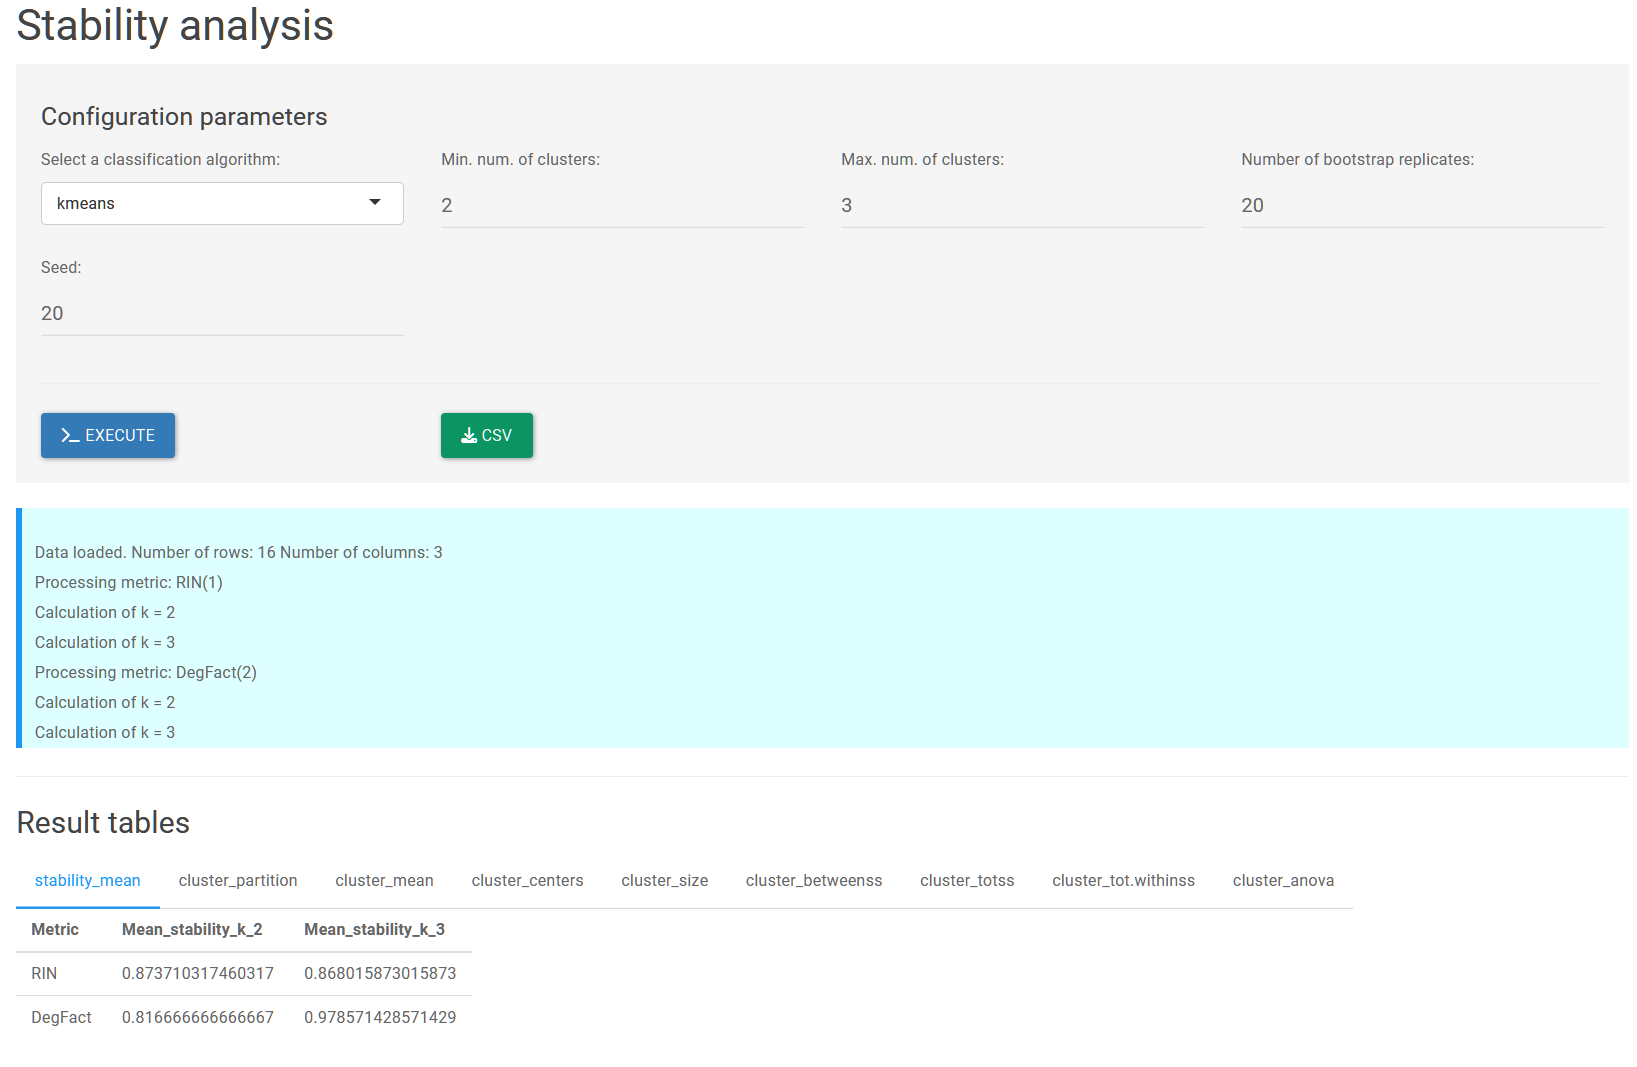 Stability analysis
Configuration parameters
Select a classification algorithm: Min. num. of clusters: Max. num. of clusters: Number of bootstrap replicates:
kmeans 2 3 20
Seed:
20
EXECUTE CSV
Data loaded. Number of rows: 16 Number of columns: 3
Processing metric: RIN(1)
Calculation of k = 2
Calculation of k = 3
Processing metric: DegFact(2)
Calculation of k = 2
Calculation of k = 3
Result tables
stability_mean cluster_partition cluster_mean cluster_centers cluster_size cluster_betweenss cluster_totss cluster_tot.withinss cluster_anova
Metric Mean_stability_k_2 Mean_stability_k_3
RIN 0.873710317460317 0.868015873015873
DegFact 0.816666666666667 0.978571428571429